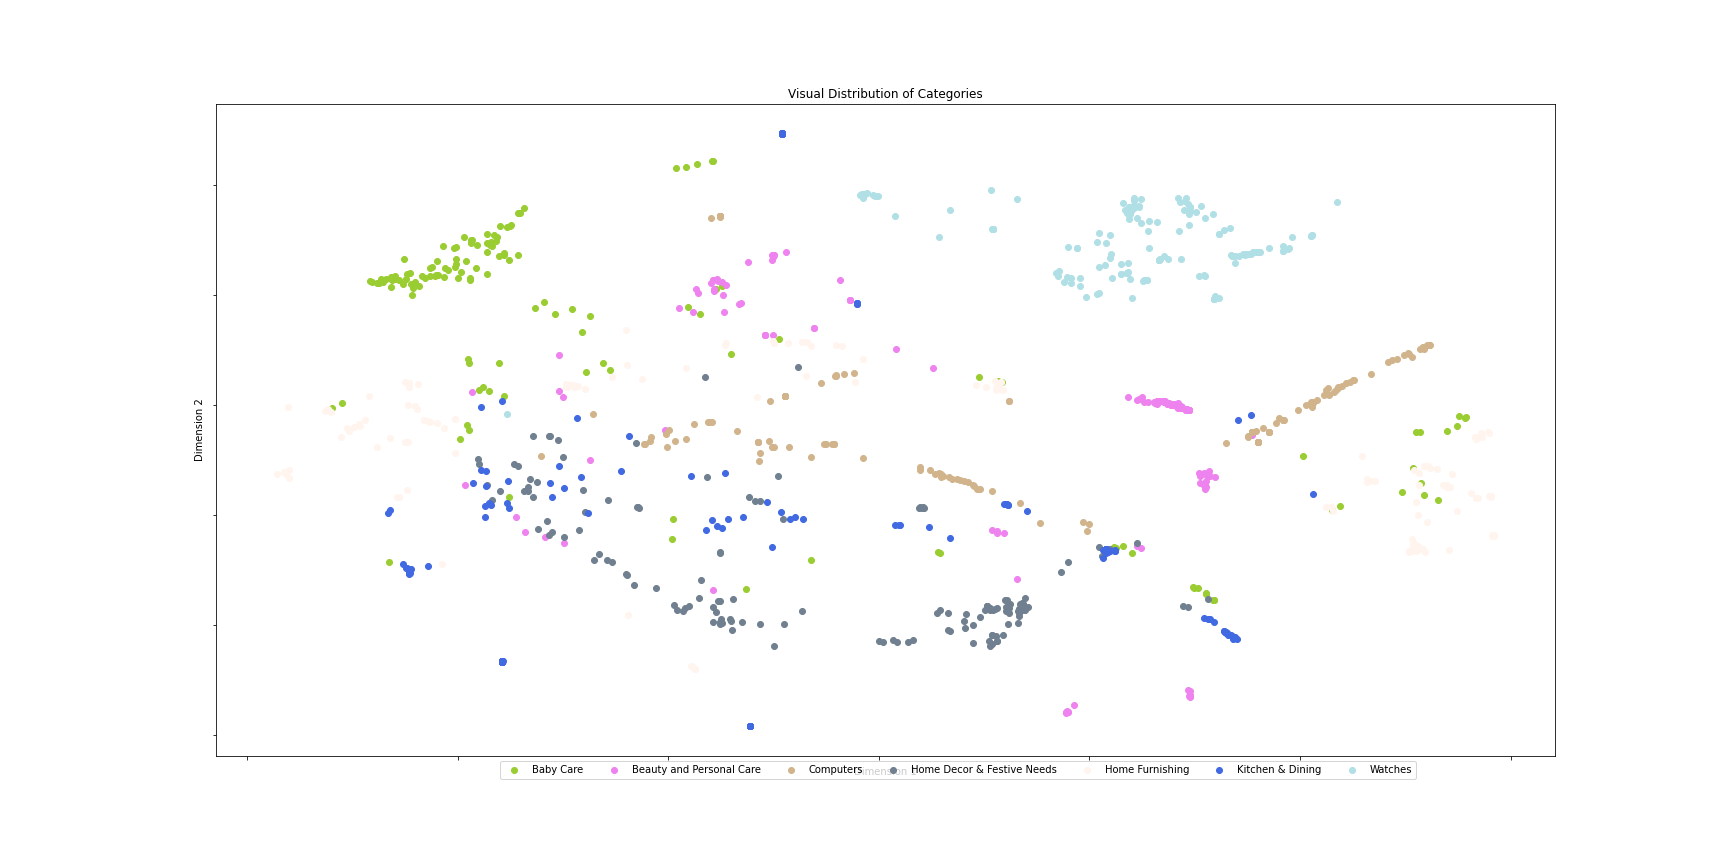 Visual Distribution of Categories
Dimension 2
Baby Care
Beauty and Personal Care
Computers
Home Decor & Festive Needs
Home Furnishing
Kitchen & Dining
Watches